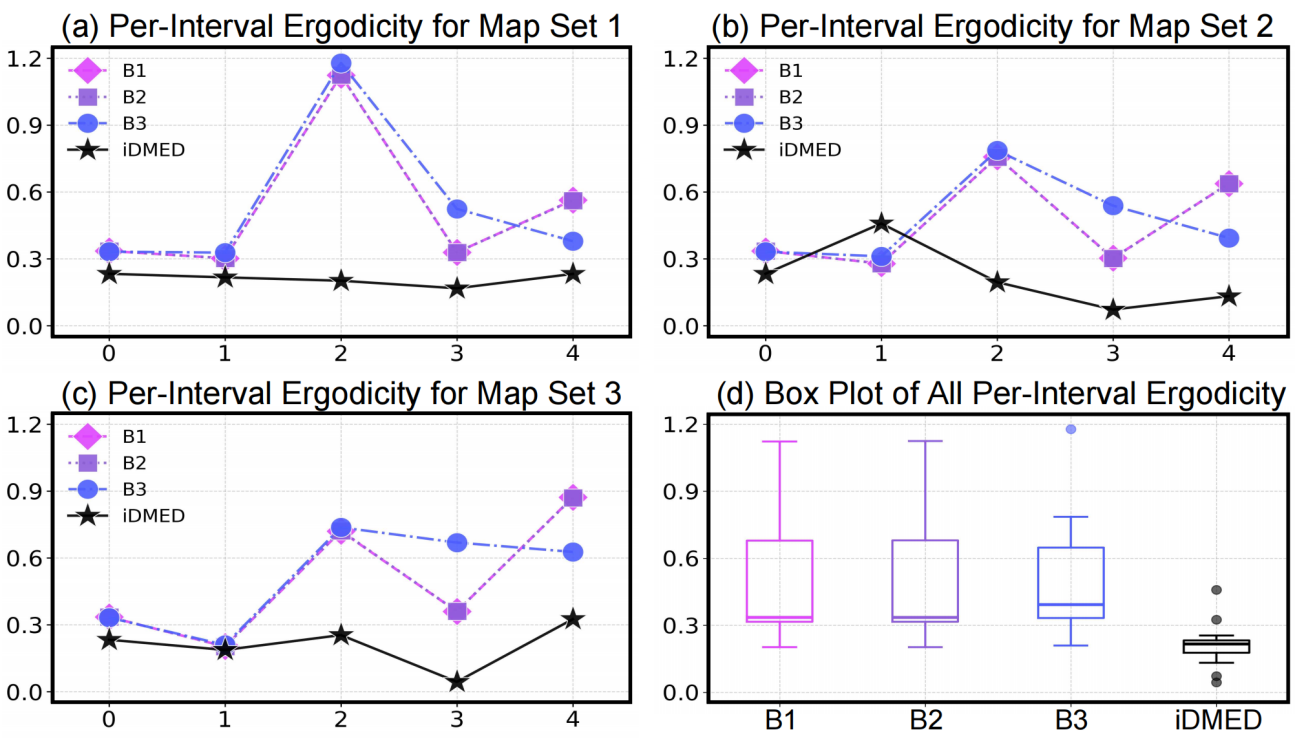 (a) Per-Interval Ergodicity for Map Set 1
1.2
0.9
0.6
0.3
0.0
B1
B2
B3
iDMED
0 1 2 3 4
(b) Per-Interval Ergodicity for Map Set 2
1.2
0.9
0.6
0.3
0.0
B1
B2
B3
iDMED
0 1 2 3 4
(c) Per-Interval Ergodicity for Map Set 3
1.2
0.9
0.6
0.3
0.0
B1
B2
B3
iDMED
0 1 2 3 4
(d) Box Plot of All Per-Interval Ergodicity
1.2
0.9
0.6
0.3
0.0
B1 B2 B3 iDMED